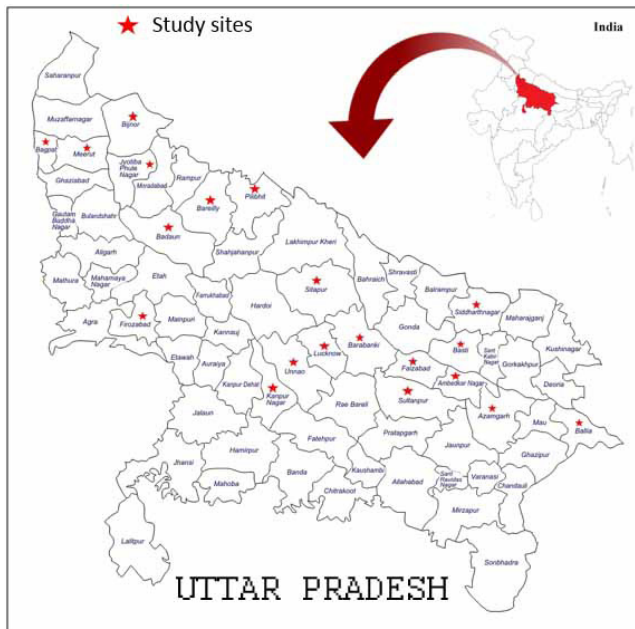 Study sites
India
Saharanpur
Muzaffarnagar
Bijnor
Bagpat
Meerut
Jyotiba
Phule
Nagar
Moradabad
Rampur
Ghaziabad
Bareilly
Pilibhit
Gautam
Buddha
Nagar
Bulandshahr
Badaun
Shahjahanpur
Lakhimpur Kheri
Aligarh
Mathura
Mahamaya
Nagar
Etah
Farrukhabad
Hardoi
Sitapur
Bahraich
Shravasti
Balrampur
Siddharthnagar
Maharajganj
Agra
Firozabad
Mainpuri
Kannauj
Gonda
Barabanki
Lucknow
Basti
Sant
Kabir
Nagar
Gorkakhpur
Kushinagar
Etawah
Auraiya
Kanpur Dehat
Unnao
Faizabad
Ambedkar Nagar
Deoria
Kanpur
Nagar
Rae Bareli
Sultanpur
Azamgarh
Mau
Ballia
Jalaun
Fatehpur
Pratapgarh
Jaunpur
Ghazipur
Jhansi
Hamirpur
Mahoba
Banda
Chitrakoot
Kaushambi
Allahabad
Sant
Ravidas
Nagar
Varanasi
Chandauli
Mirzapur
Lalitpur
Sonbhadra
UTTAR PRADESH